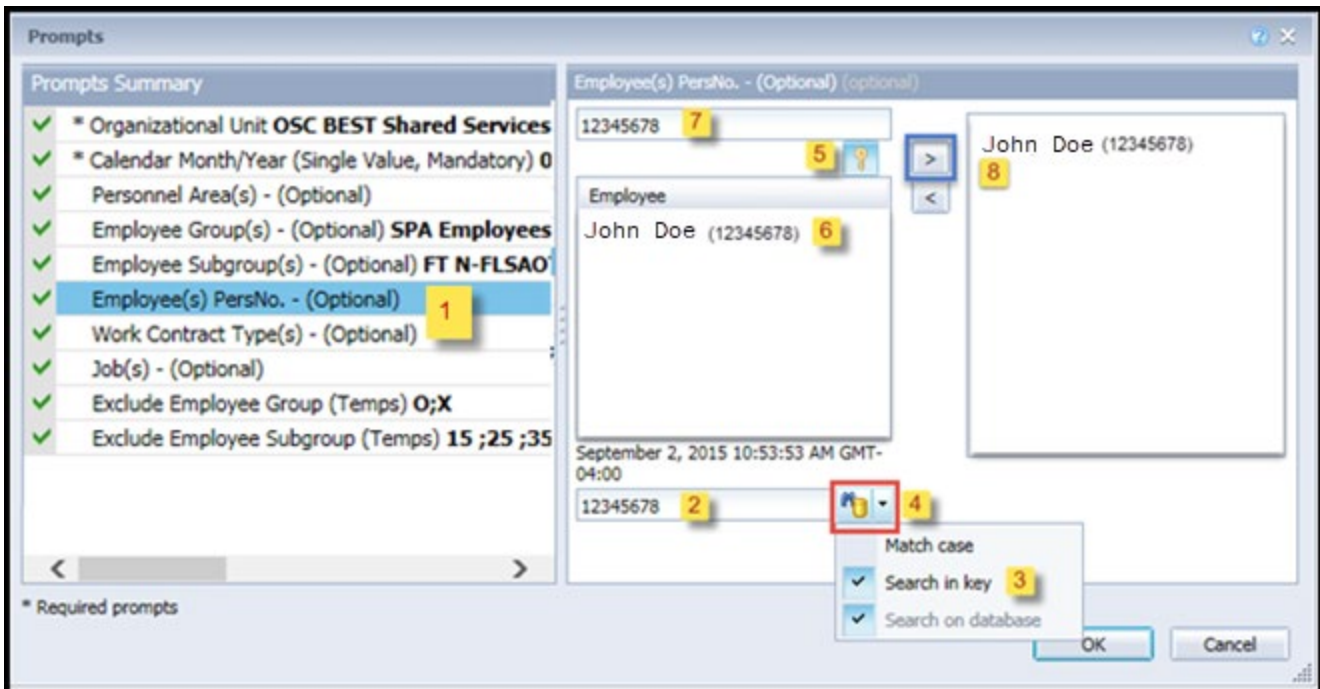 Prompts
Prompts Summary
* Organizational Unit OSC BEST Shared Services
* Calendar Month/Year (Single Value, Mandatory) 0
Personnel Area(s) - (Optional)
Employee Group(s) - (Optional) SPA Employees
Employee Subgroup(s) - (Optional) FT N-FLSAO
Employee(s) PersNo. - (Optional)
1
Work Contract Type(s) - (Optional)
Job(s) - (Optional)
Exclude Employee Group (Temps) O;X
Exclude Employee Subgroup (Temps) 15 ;25 ;35
* Required prompts
Employee(s) PersNo. - (Optional) (optional)
12345678 7
5
Employee
John Doe (12345678) 6
September 2, 2015 10:53:53 AM GMT-
04:00
12345678 2
4
Match case
Search in key 3
Search on database
>
<
John Doe (12345678)
8
OK Cancel